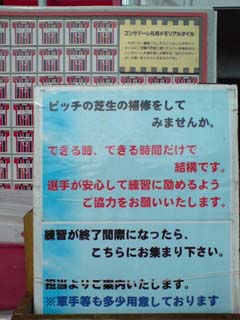 コンサドーレ札幌メモリアルタイル
ピッチの芝生の補修をして
みませんか。
できる時、できる時間だけで
結構です。
選手が安心して練習に励めるよう
ご協力をお願いいたします。
練習が終了間際になったら、
こちらにお集まり下さい。
担当よりご案内いたします。
※軍手等も多少用意しております